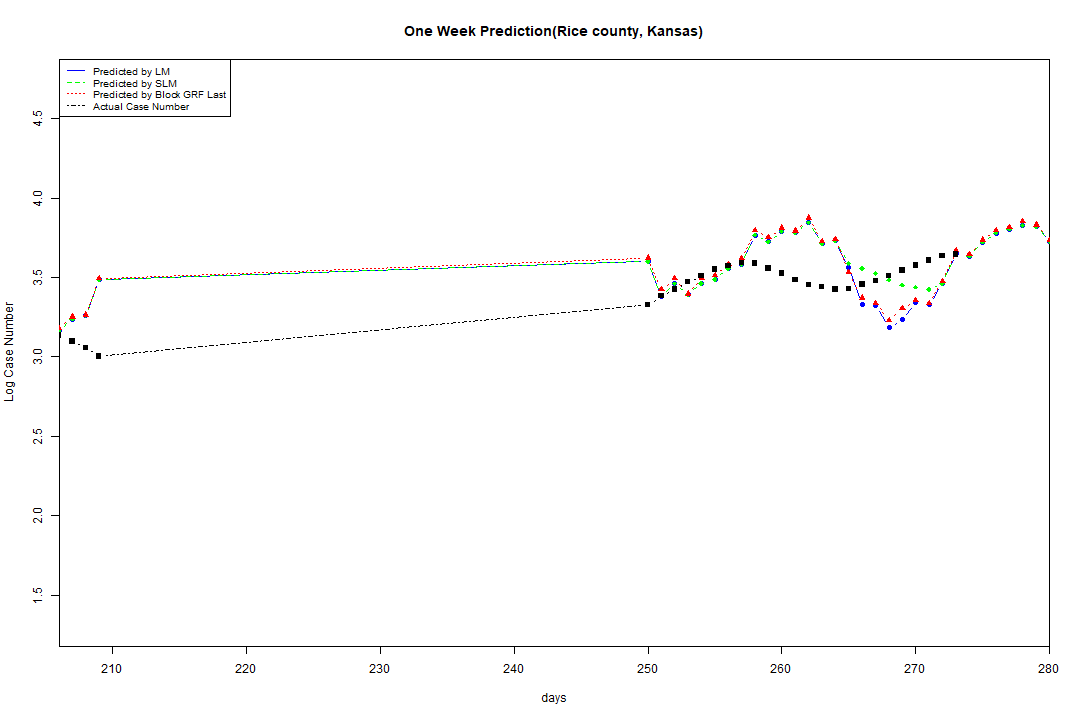 One Week Prediction(Rice county, Kansas)
Predicted by LM
Predicted by SLM
Predicted by Block GRF Last
Actual Case Number
4.5
4.0
3.5
3.0
2.5
2.0
1.5
Log Case Number
210 220 230 240 250 260 270 280
days